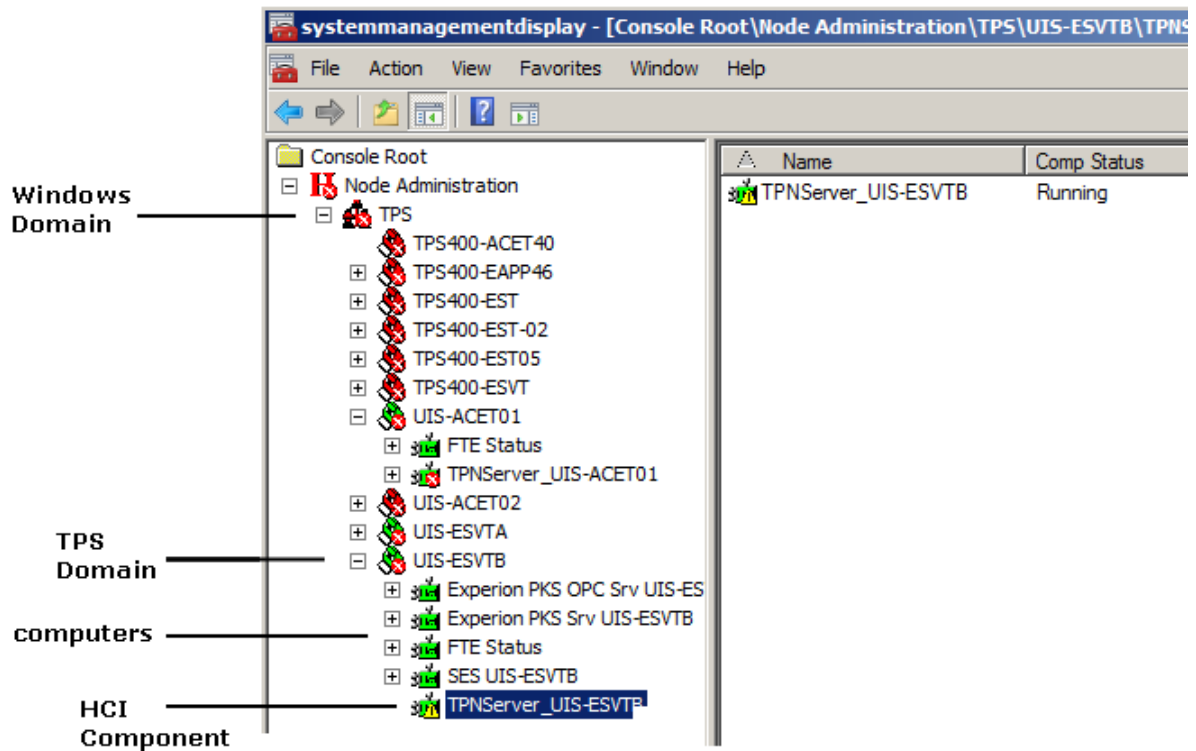 systemmanagementdisplay - [Console Root\Node Administration\TPS\UIS-ESVTB\TPNS
File Action View Favorites Window Help
Console Root
Node Administration
TPS
TPS400-ACET40
TPS400-EAPP46
TPS400-EST
TPS400-EST-02
TPS400-EST05
TPS400-ESVT
UIS-ACET01
FTE Status
TPNServer_UIS-ACET01
UIS-ACET02
UIS-ESVTA
UIS-ESVTB
Experion PKS OPC Srv UIS-ES
Experion PKS Srv UIS-ESVTB
FTE Status
SES UIS-ESVTB
TPNServer_UIS-ESVTB
Name Comp Status
TPNServer_UIS-ESVTB Running
Windows
Domain
TPS
Domain
computers
HCI
Component